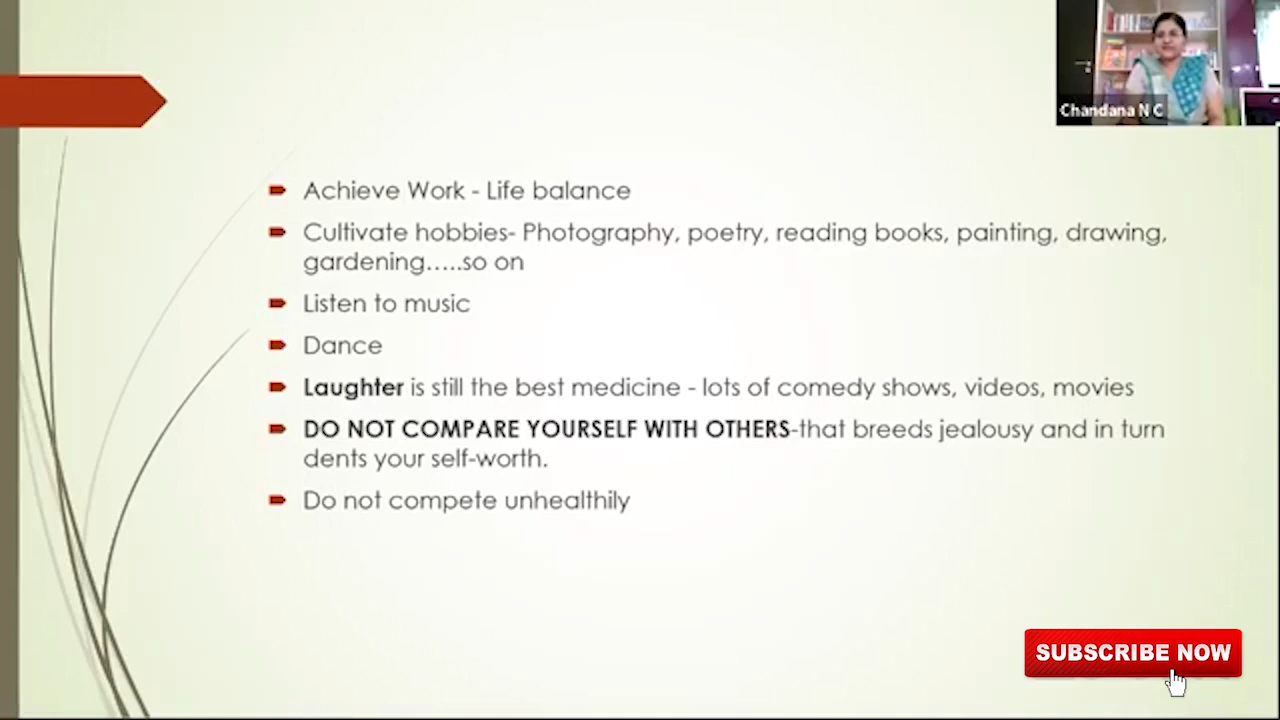 Chandana N C
Achieve Work - Life balance
Cultivate hobbies- Photography, poetry, reading books, painting, drawing,
gardening.....so on
Listen to music
Dance
Laughter is still the best medicine - lots of comedy shows, videos, movies
DO NOT COMPARE YOURSELF WITH OTHERS-that breeds jealousy and in turn
dents your self-worth.
Do not compete unhealthily
SUBSCRIBE NOW